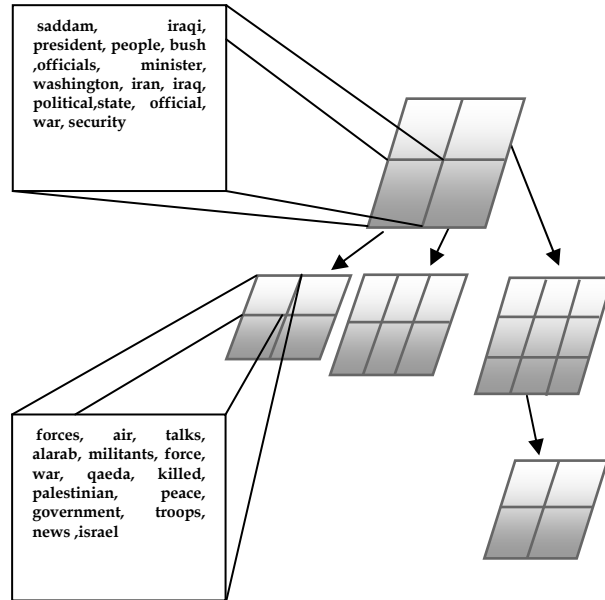 saddam, iraqi,
president, people, bush
,officials, minister,
washington, iran, iraq,
political,state, official,
war, security
forces, air, talks,
alarab, militants, force,
war, qaeda, killed,
palestinian, peace,
government, troops,
news ,israel